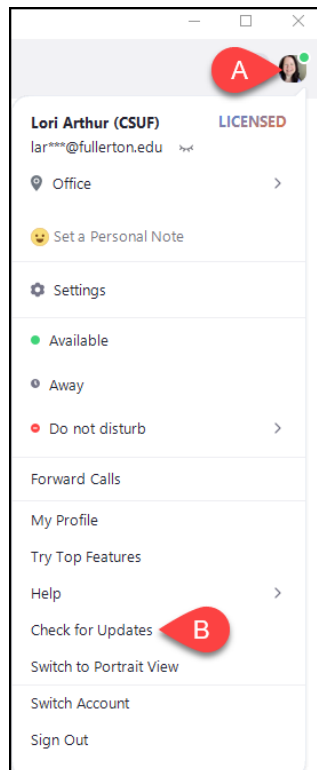 A
Lori Arthur (CSUF) LICENSED
lar***@fullerton.edu
Office
Set a Personal Note
Settings
Available
Away
Do not disturb
Forward Calls
My Profile
Try Top Features
Help
Check for Updates B
Switch to Portrait View
Switch Account
Sign Out